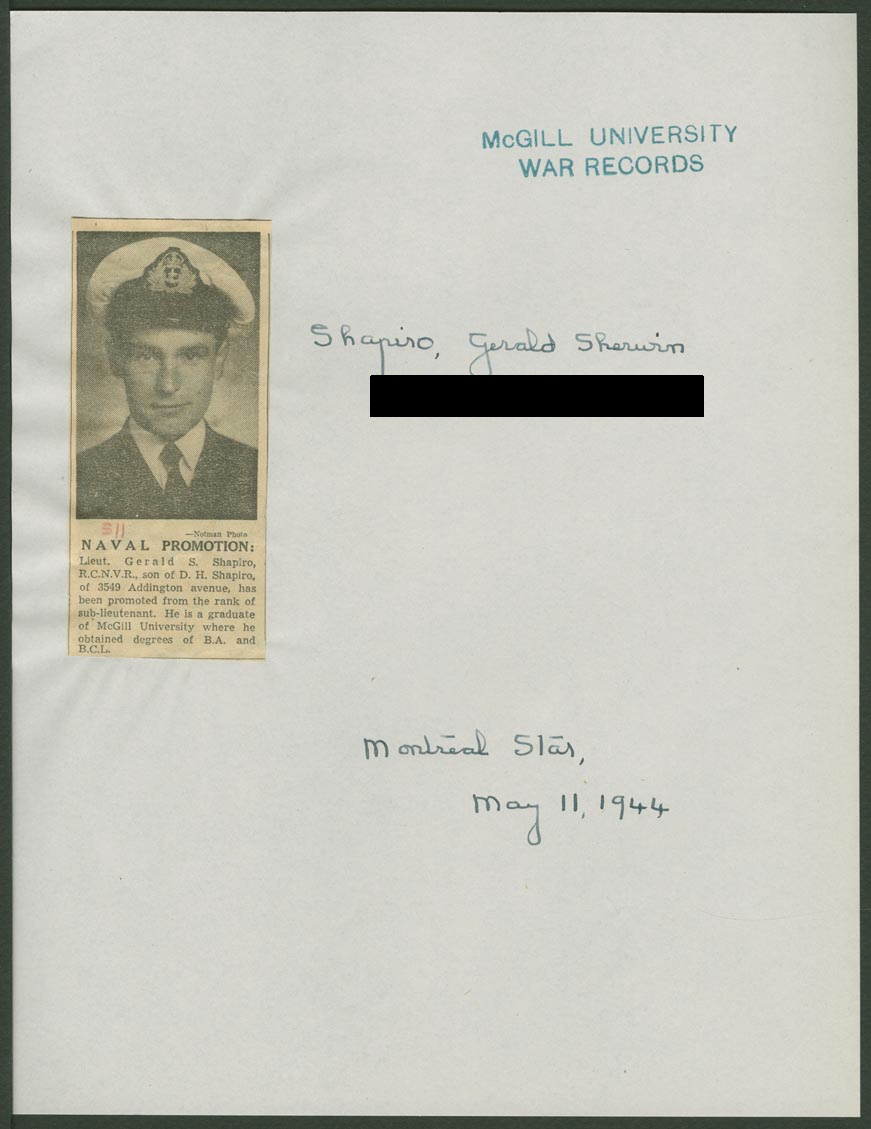 McGILL UNIVERSITY
WAR RECORDS
Shapiro, Gerald Sherwin
511
—Notman Photo
NAVAL PROMOTION:
Lieut. Gerald S. Shapiro,
R.C.N.V.R., son of D. H. Shapiro,
of 3549 Addington avenue, has
been promoted from the rank of
sub-lieutenant. He is a graduate
of McGill University where he
obtained degrees of B.A. and
B.C.L.
Montreal Star,
May 11, 1944